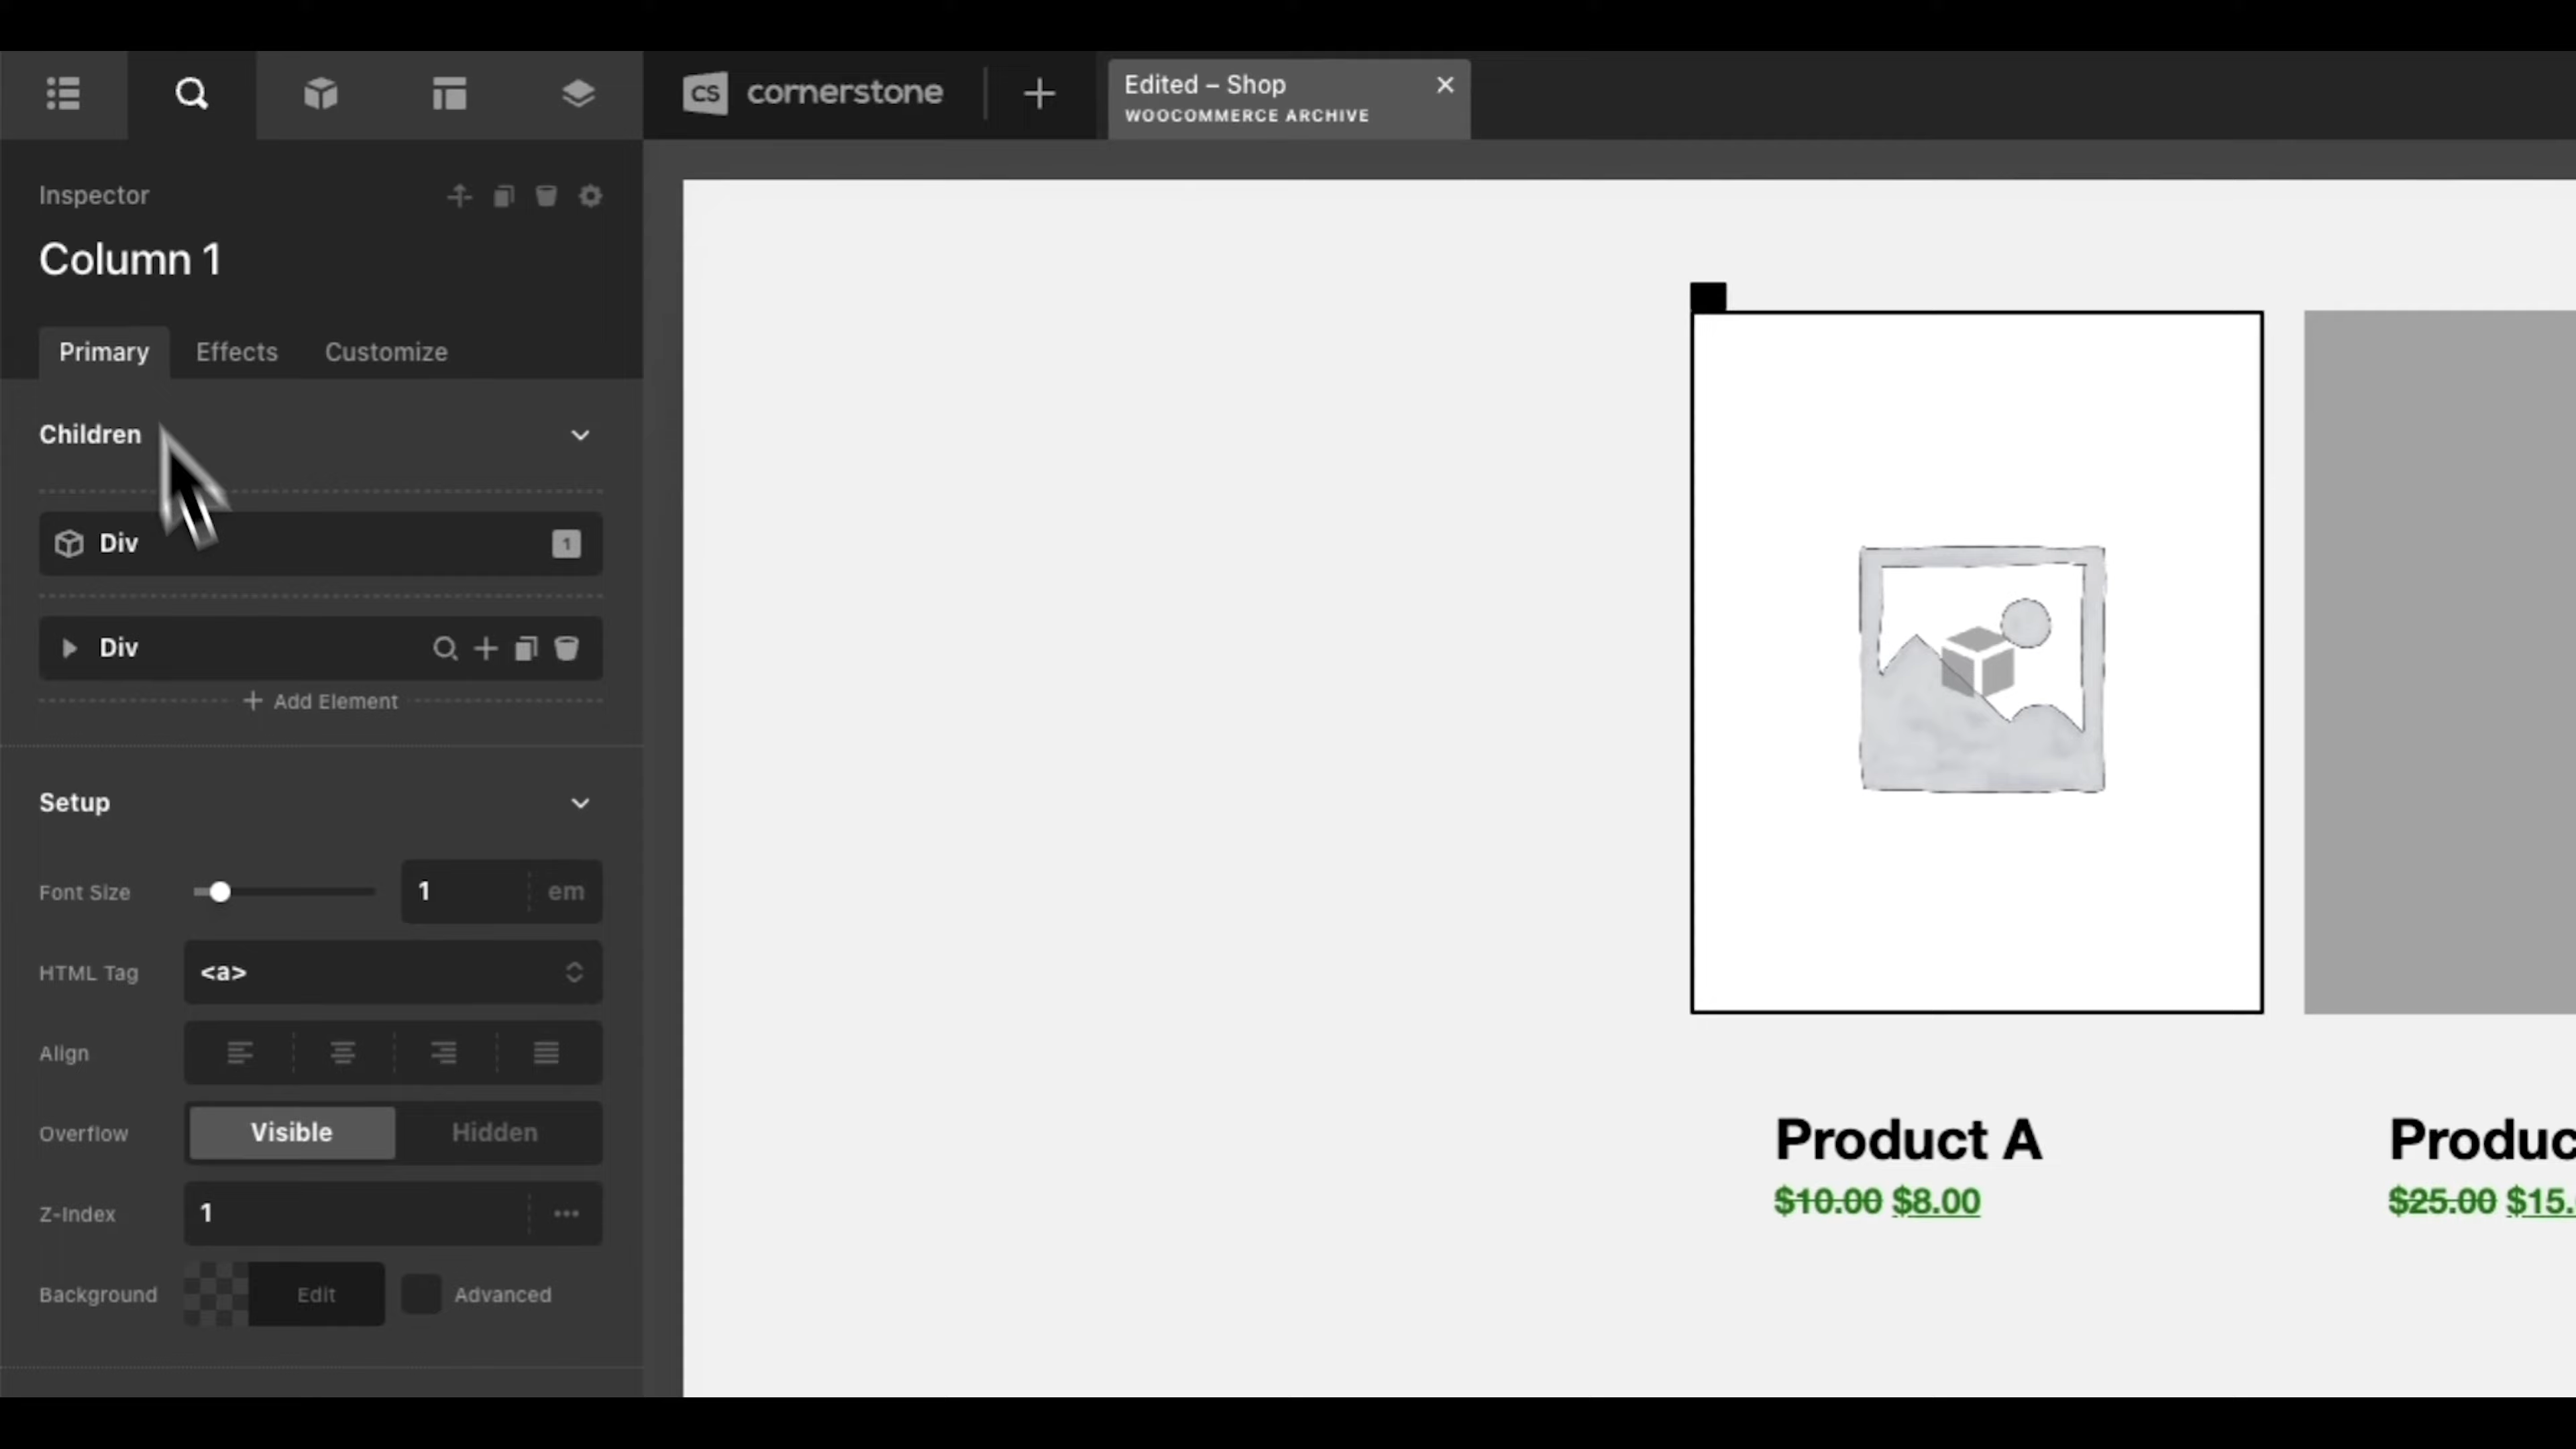 CS cornerstone
Edited – Shop
WOOCOMMERCE ARCHIVE
Inspector
Column 1
Primary Effects Customize
Children
Div 1
Div
Add Element
Setup
Font Size 1 em
HTML Tag <a>
Align
Overflow Visible Hidden
Z-Index 1
Background Edit Advanced
Product A
$10.00 $8.00
Produc
$25.00 $15.